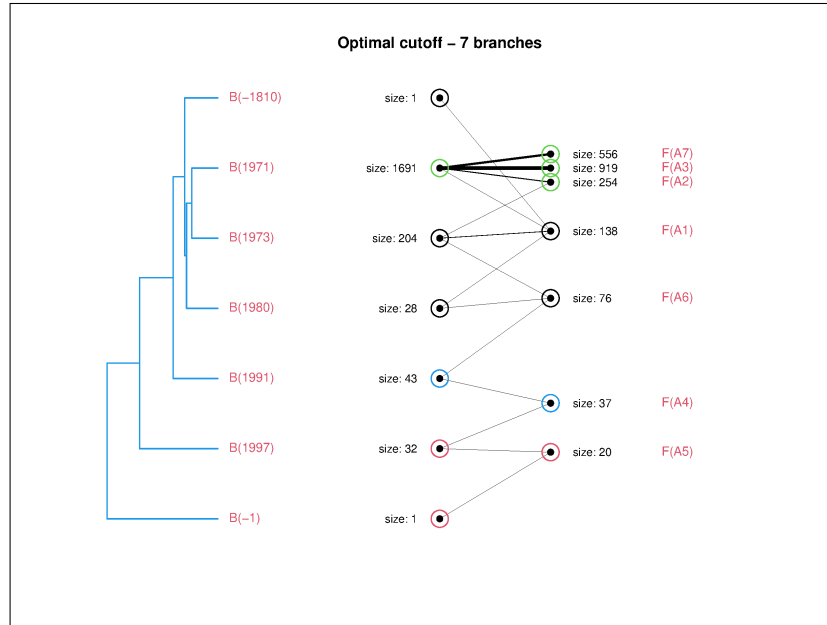 Optimal cutoff – 7 branches
B(−1810) size: 1
size: 556 F(A7)
B(1971) size: 1691 size: 919 F(A3)
size: 254 F(A2)
size: 138 F(A1)
B(1973) size: 204
size: 76 F(A6)
B(1980) size: 28
B(1991) size: 43
size: 37 F(A4)
B(1997) size: 32 size: 20 F(A5)
B(−1) size: 1